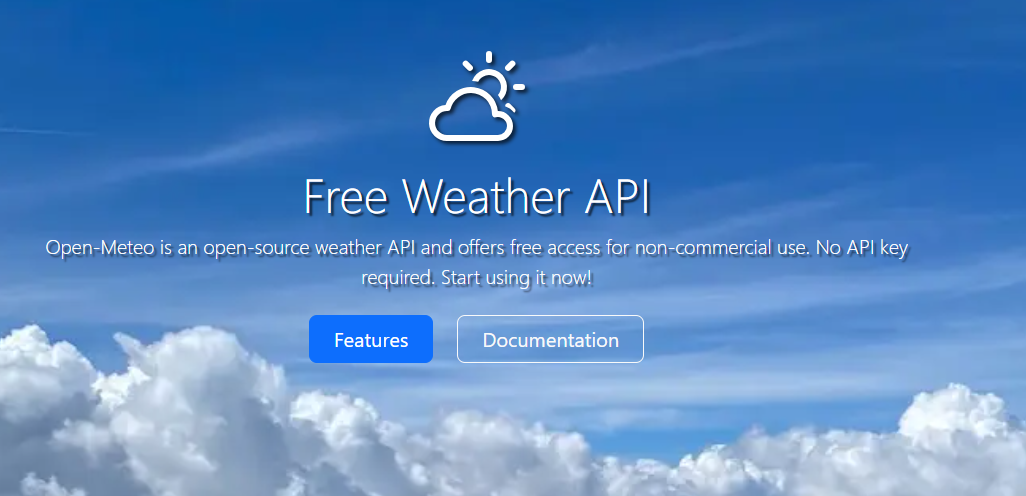 Free Weather API
Open-Meteo is an open-source weather API and offers free access for non-commercial use. No API key
required. Start using it now!
Features
Documentation